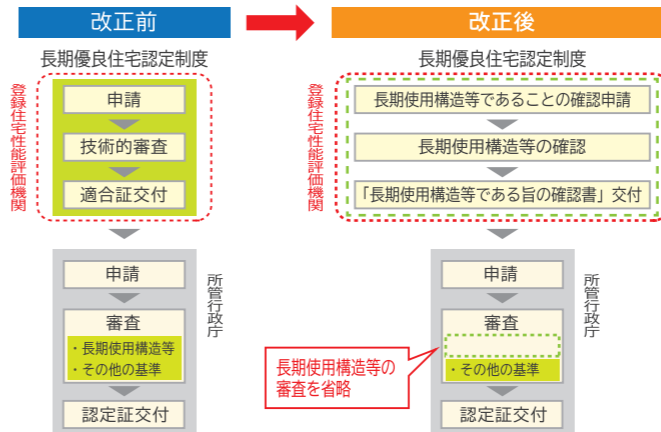 改正前
改正後
長期優良住宅認定制度
登録住宅性能評価機関
申請
技術的審査
適合証交付
申請
審査
・長期使用構造等
・その他の基準
認定証交付
所管行政庁
長期優良住宅認定制度
登録住宅性能評価機関
長期使用構造等であることの確認申請
長期使用構造等の確認
「長期使用構造等である旨の確認書」交付
申請
審査
・その他の基準
認定証交付
所管行政庁
長期使用構造等の
審査を省略